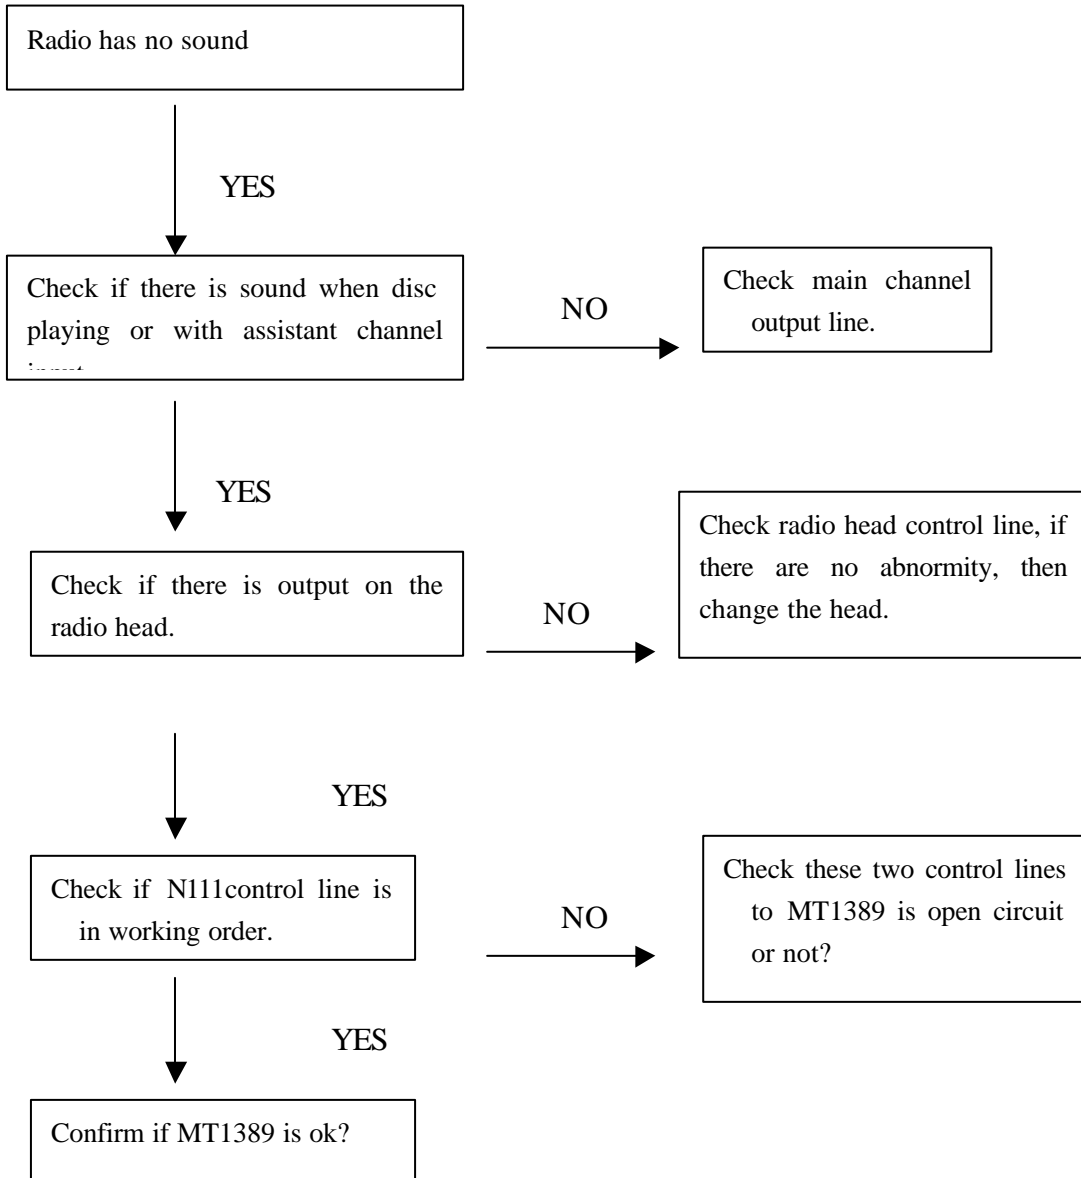 Radio has no sound
YES
Check if there is sound when disc
playing or with assistant channel
NO
Check main channel
output line.
YES
Check if there is output on the
radio head.
NO
Check radio head control line, if
there are no abnormity, then
change the head.
YES
Check if N111control line is
in working order.
NO
Check these two control lines
to MT1389 is open circuit
or not?
YES
Confirm if MT1389 is ok?